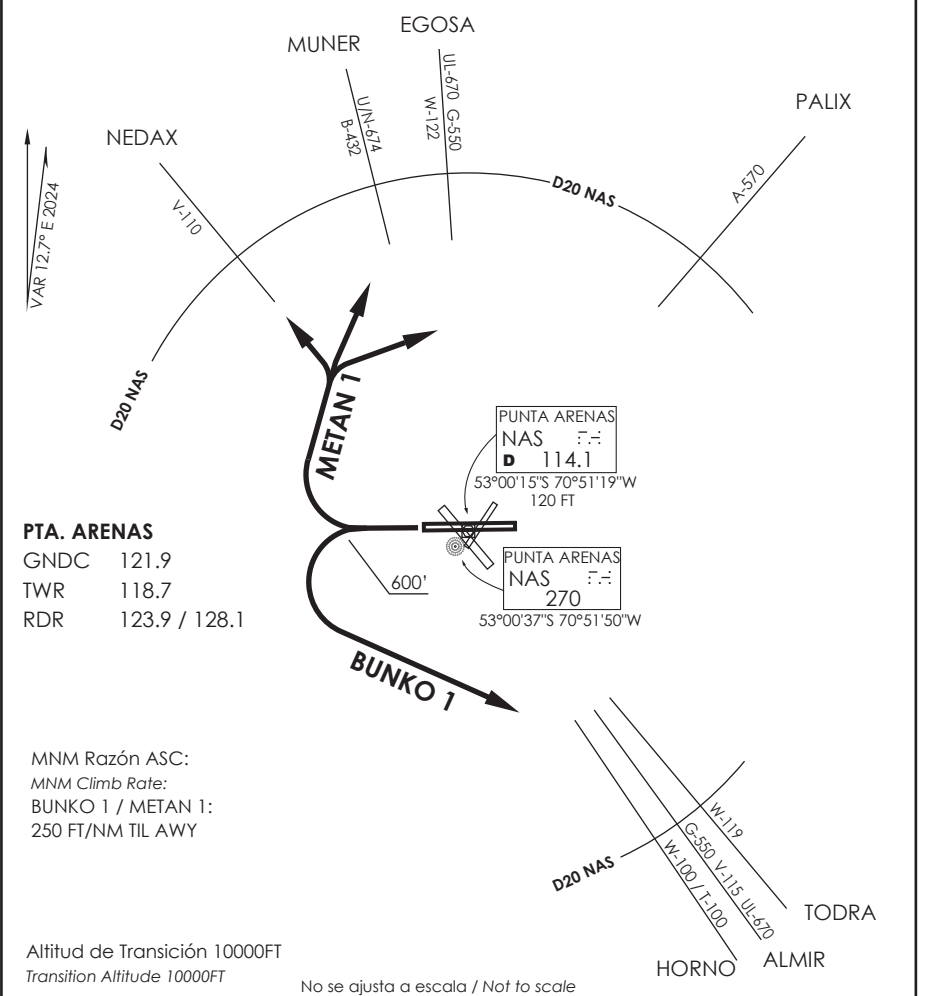 EGOSA
MUNER
UL-670 G-550
W-122
U/N-674
B-432
PALIX
NEDAX
A-570
D20 NAS
V-110
VAR 12.7° E 2024
D20 NAS
METAN 1
PUNTA ARENAS
NAS
D 114.1
53°00'15"S 70°51'19"W
120 FT
PTA. ARENAS
GNDC 121.9
TWR 118.7
RDR 123.9 / 128.1
600'
PUNTA ARENAS
NAS
270
53°00'37"S 70°51'50"W
BUNKO 1
MNM Razón ASC:
MNM Climb Rate:
BUNKO 1 / METAN 1:
250 FT/NM TIL AWY
W-119
G-550 V-115 UL-670
W-100 / T-100
D20 NAS
TODRA
ALMIR
HORNO
Altitud de Transición 10000FT
Transition Altitude 10000FT
No se ajusta a escala / Not to scale